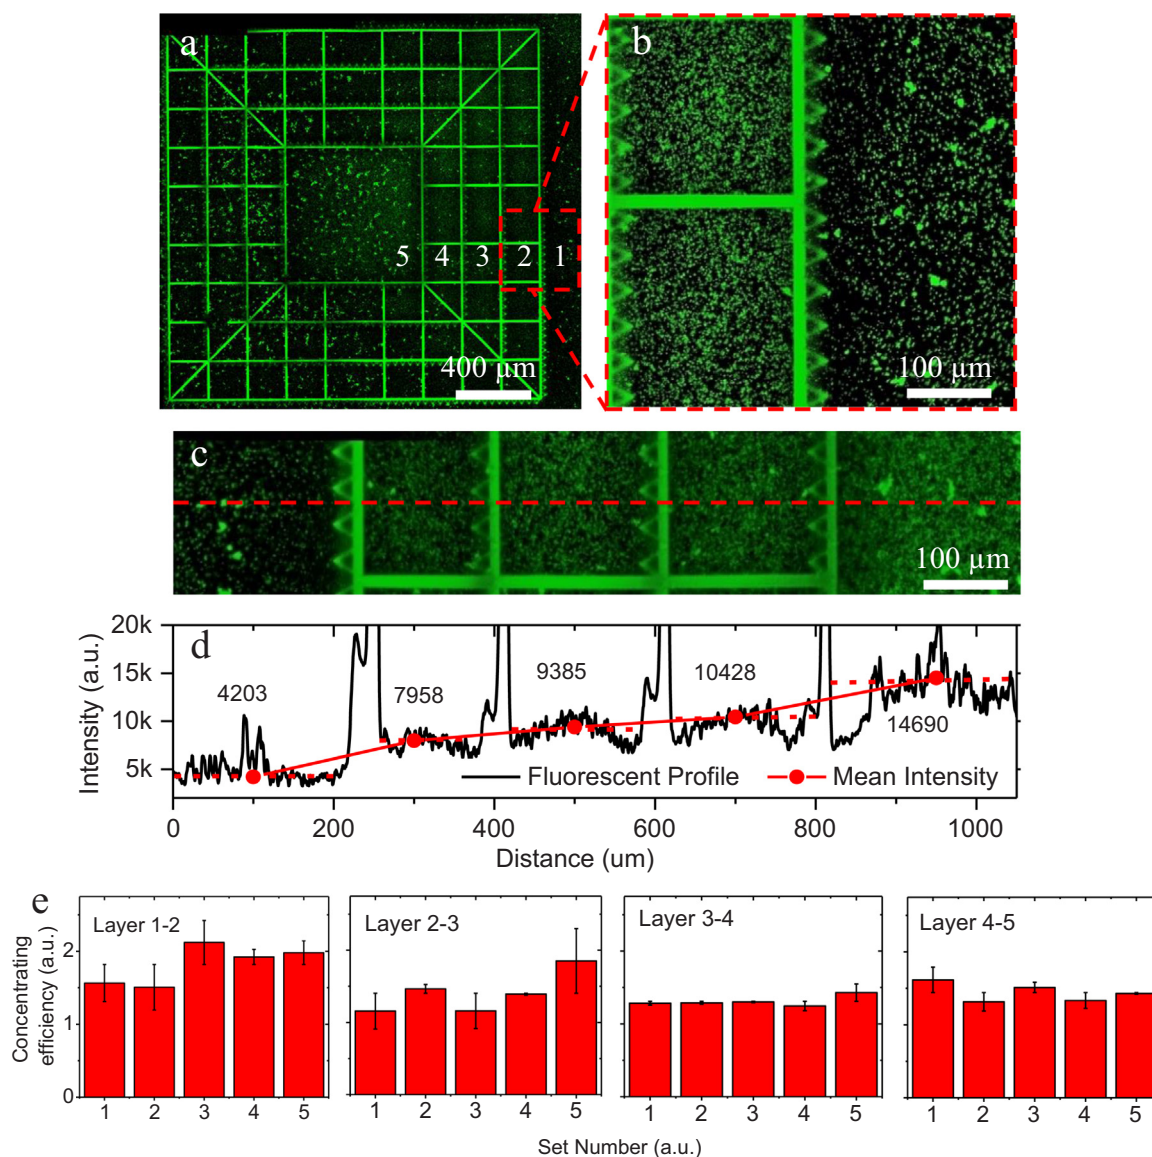 a
5 4 3 2 1
400 µm
b
100 µm
c
100 µm
d
Intensity (a.u.)
20k
15k
10k
5k
4203
7958
9385
10428
14690
Fluorescent Profile
Mean Intensity
0 200 400 600 800 1000
Distance (um)
e
Concentrating
efficiency (a.u.)
2
1
0
Layer 1-2
1 2 3 4 5
Layer 2-3
1 2 3 4 5
Layer 3-4
1 2 3 4 5
Layer 4-5
1 2 3 4 5
Set Number (a.u.)